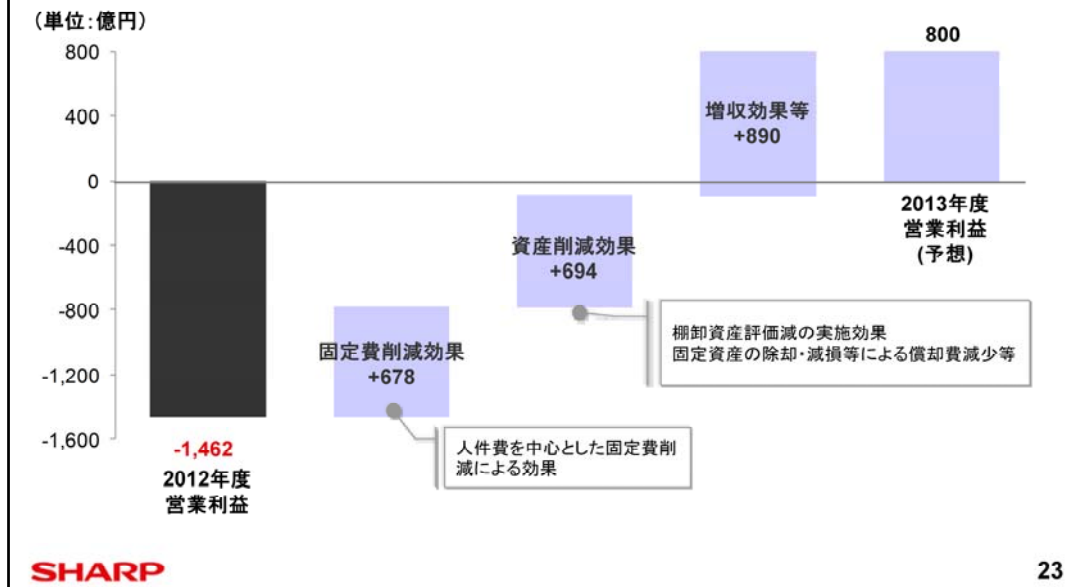 (単位:億円)
800
400
0
-400
-800
-1,200
-1,600
-1,462
2012年度
営業利益
固定費削減効果
+678
人件費を中心とした固定費削
減による効果
資産削減効果
+694
棚卸資産評価減の実施効果
固定資産の除却・減損等による償却費減少等
増収効果等
+890
800
2013年度
営業利益
(予想)
SHARP
23